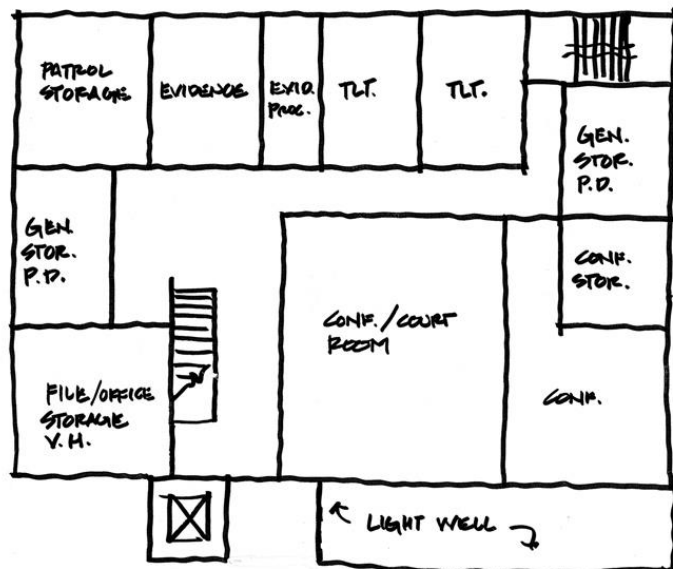 PATROL
STORAGE
EVIDENCE
EVID.
PROC.
TLT.
TLT.
GEN.
STOR.
P.D.
GEN.
STOR.
P.D.
CONF.
STOR.
CONF./COURT
ROOM
FILE/OFFICE
STORAGE
V.H.
CONF.
LIGHT WELL